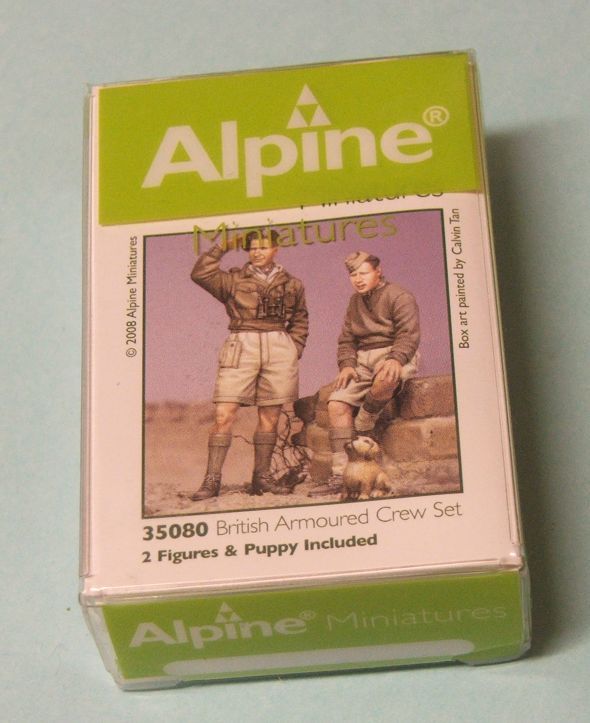 Alpine®
Miniatures
Miniatures
© 2008 Alpine Miniatures
Box art painted by Calvin Tan
35080 British Armoured Crew Set
2 Figures & Puppy Included
Alpine® Miniatures